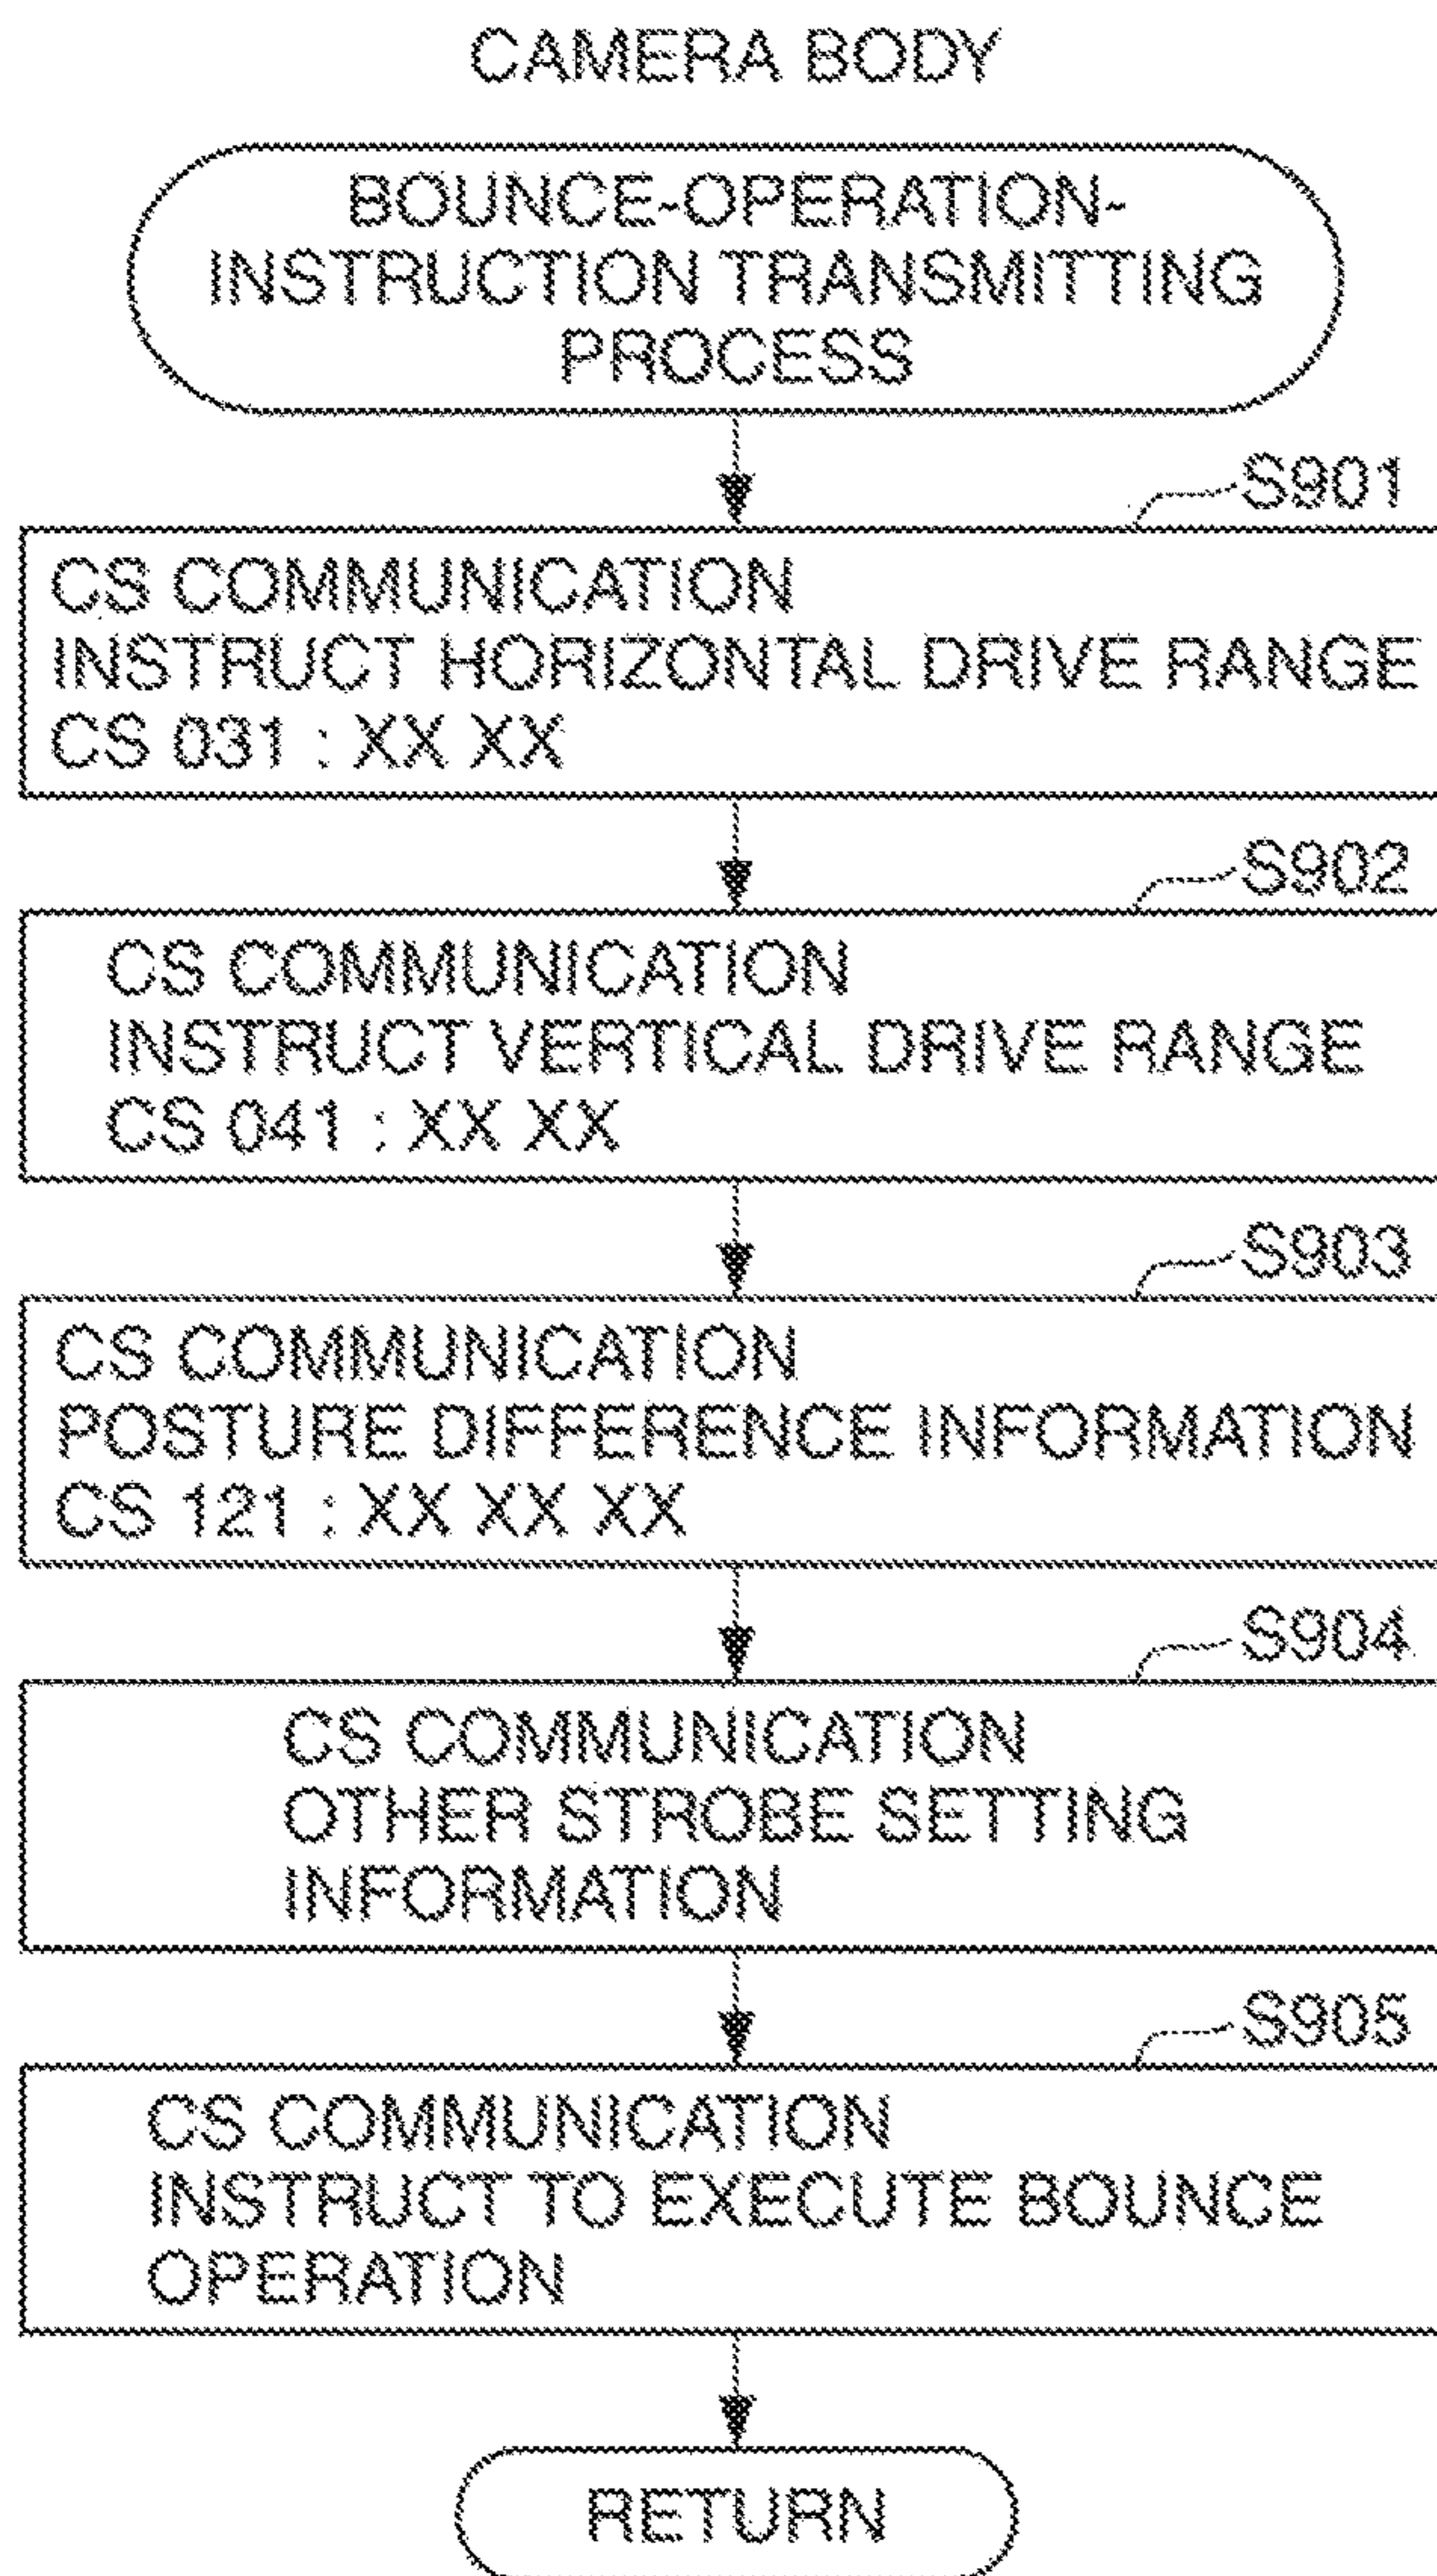 CAMERA BODY
BOUNCE-OPERATION-
INSTRUCTION TRANSMITTING
PROCESS
S901
CS COMMUNICATION
INSTRUCT HORIZONTAL DRIVE RANGE
CS 031 : XX XX
S902
CS COMMUNICATION
INSTRUCT VERTICAL DRIVE RANGE
CS 041 : XX XX
S903
CS COMMUNICATION
POSTURE DIFFERENCE INFORMATION
CS 121 : XX XX XX
S904
CS COMMUNICATION
OTHER STROBE SETTING
INFORMATION
S905
CS COMMUNICATION
INSTRUCT TO EXECUTE BOUNCE
OPERATION
RETURN